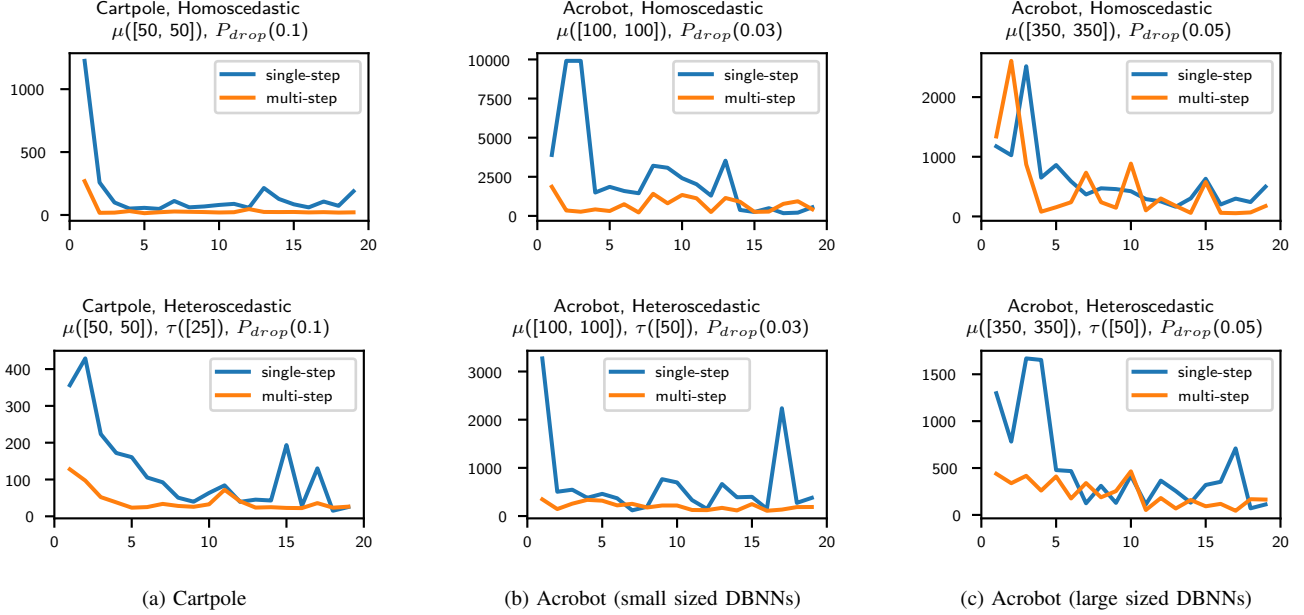 Cartpole, Homoscedastic
μ([50, 50]), P_drop(0.1)
1000
500
0
0 5 10 15 20
single-step
multi-step
Acrobot, Homoscedastic
μ([100, 100]), P_drop(0.03)
10000
7500
5000
2500
0
0 5 10 15 20
single-step
multi-step
Acrobot, Homoscedastic
μ([350, 350]), P_drop(0.05)
2000
1000
0
0 5 10 15 20
single-step
multi-step
Cartpole, Heteroscedastic
μ([50, 50]), τ([25]), P_drop(0.1)
400
300
200
100
0
0 5 10 15 20
single-step
multi-step
Acrobot, Heteroscedastic
μ([100, 100]), τ([50]), P_drop(0.03)
3000
2000
1000
0
0 5 10 15 20
single-step
multi-step
Acrobot, Heteroscedastic
μ([350, 350]), τ([50]), P_drop(0.05)
1500
1000
500
0
0 5 10 15 20
single-step
multi-step
(a) Cartpole
(b) Acrobot (small sized DBNNs)
(c) Acrobot (large sized DBNNs)